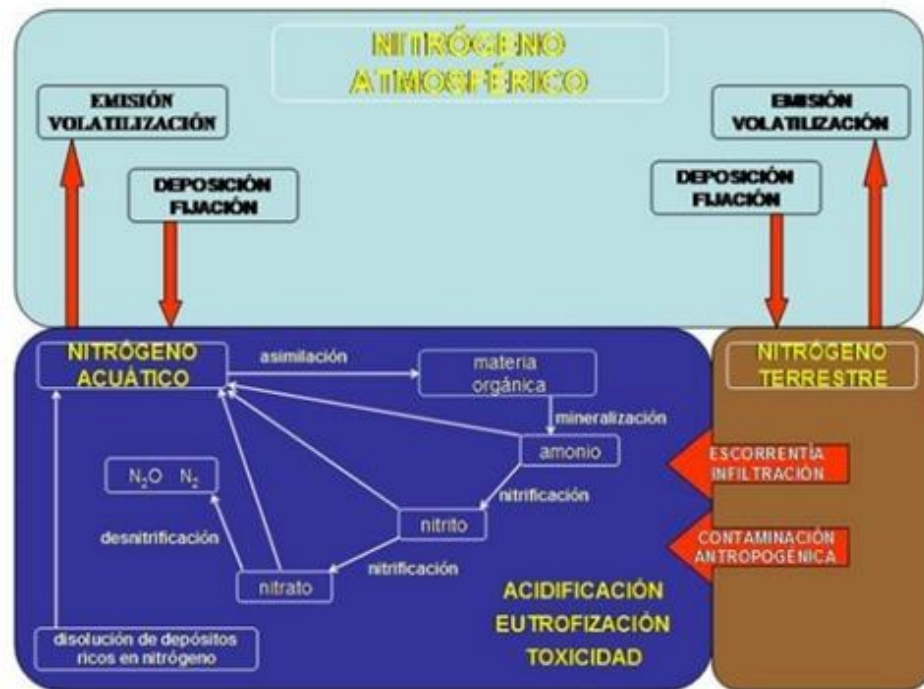 NITRÓGENO
ATMOSFÉRICO
EMISIÓN
VOLATILIZACIÓN
EMISIÓN
VOLATILIZACIÓN
DEPOSICIÓN
FIJACIÓN
DEPOSICIÓN
FIJACIÓN
NITRÓGENO
ACUÁTICO
asimilación
materia
orgánica
NITRÓGENO
TERRESTRE
mineralización
amonio
ESCORRENTÍA
INFILTRACIÓN
N₂O N₂
nitrificación
nitrito
desnitrificación
nitrificación
CONTAMINACIÓN
ANTROPOGÉNICA
nitrato
ACIDIFICACIÓN
EUTROFIZACIÓN
TOXICIDAD
disolución de depósitos
ricos en nitrógeno